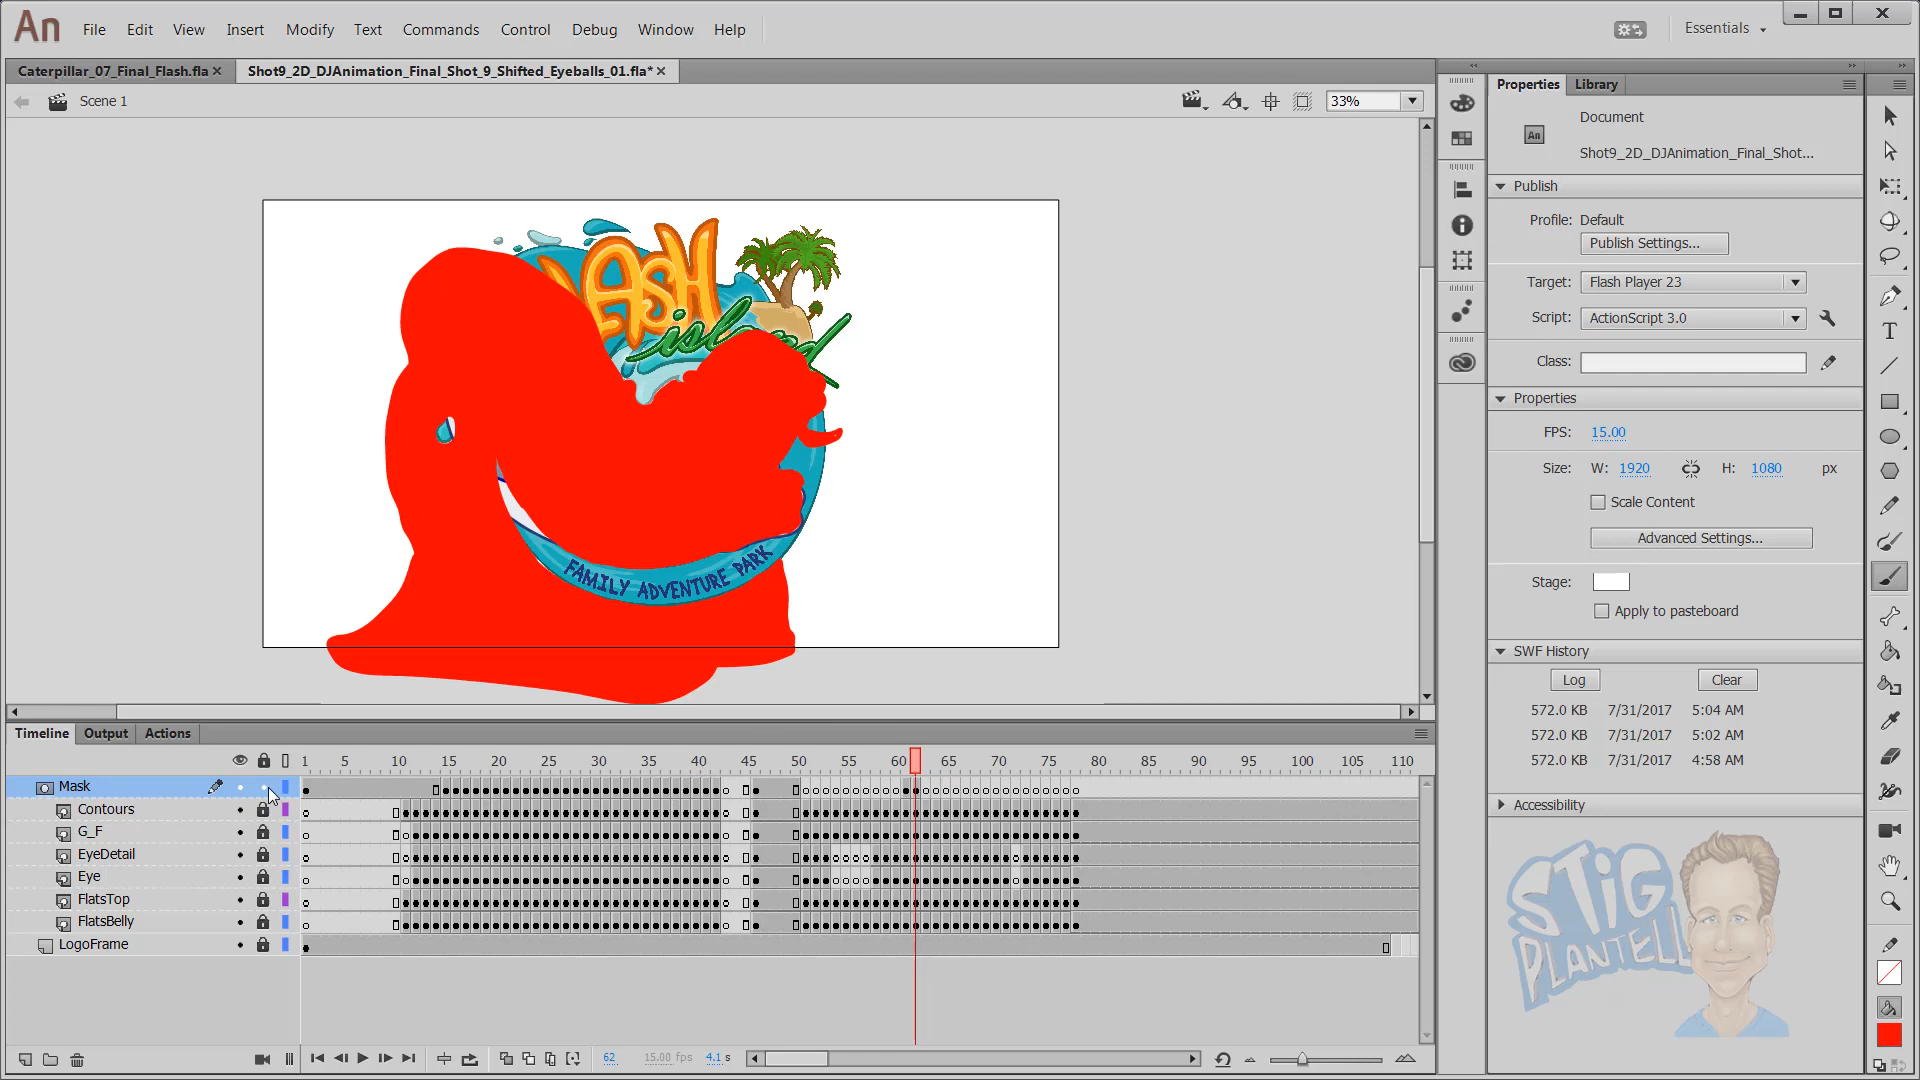 An File Edit View Insert Modify Text Commands Control Debug Window Help Essentials
Caterpillar_07_Final_Flash.fla × Shot9_2D_DJAnimation_Final_Shot_9_Shifted_Eyeballs_01.fla* ×
Scene 1 33%
ASH
island
FAMILY ADVENTURE PARK
Properties Library
Document
An
Shot9_2D_DJAnimation_Final_Shot...
Publish
Profile: Default
Publish Settings...
Target: Flash Player 23
Script: ActionScript 3.0
Class:
Properties
FPS: 15.00
Size: W: 1920 H: 1080 px
Scale Content
Advanced Settings...
Stage:
Apply to pasteboard
SWF History
Log Clear
572.0 KB 7/31/2017 5:04 AM
572.0 KB 7/31/2017 5:02 AM
572.0 KB 7/31/2017 4:58 AM
Accessibility
STIG
PLANTELL
Timeline Output Actions
1 5 10 15 20 25 30 35 40 45 50 55 60 65 70 75 80 85 90 95 100 105 110
Mask
Contours
G_F
EyeDetail
Eye
FlatsTop
FlatsBelly
LogoFrame
62 15.00 fps 4.1 s